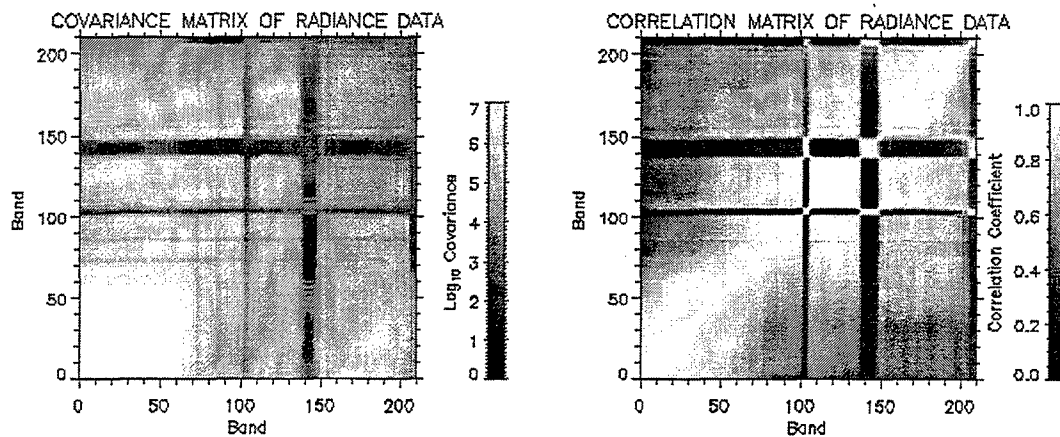 COVARIANCE MATRIX OF RADIANCE DATA
200
150
100
50
0
Band
0 50 100 150 200
Band
7
6
5
4
3
2
1
0
Log₁₀ Covariance
CORRELATION MATRIX OF RADIANCE DATA
200
150
100
50
0
Band
0 50 100 150 200
Band
1.0
0.8
0.6
0.4
0.2
0.0
Correlation Coefficient